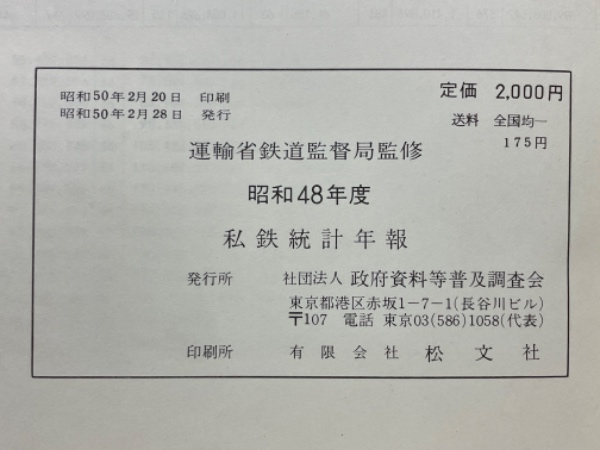 昭和50年2月20日 印刷
昭和50年2月28日 発行
定価 2,000円
送料 全国均一
175円
運輸省鉄道監督局監修
昭和48年度
私鉄統計年報
発行所 社団法人 政府資料等普及調査会
東京都港区赤坂1-7-1(長谷川ビル)
〒107 電話 東京03(586)1058(代表)
印刷所 有限会社 松文社